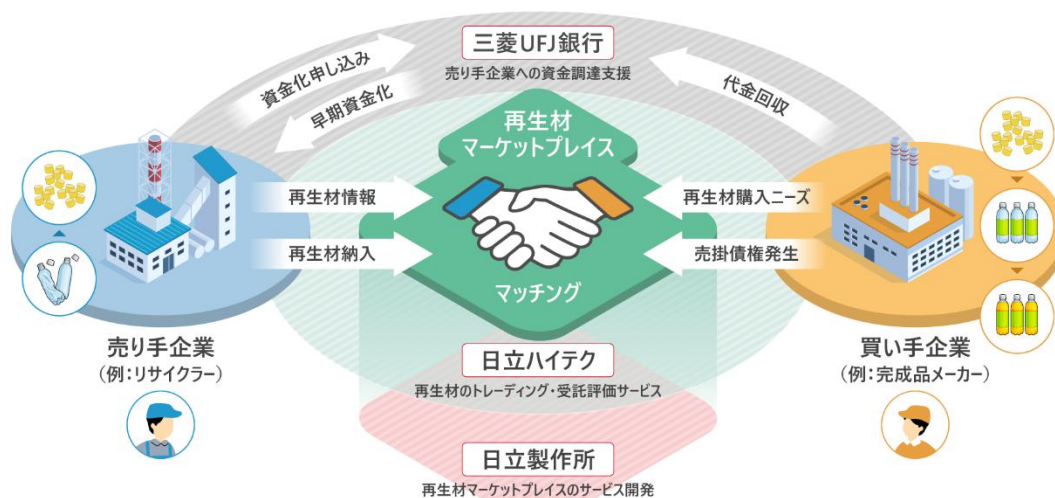 三菱UFJ銀行
売り手企業への資金調達支援
資金化申し込み
早期資金化
代金回収
再生材
マーケットプレイス
再生材情報
再生材購入ニーズ
再生材納入
売掛債権発生
マッチング
売り手企業
(例:リサイクラー)
買い手企業
(例:完成品メーカー)
日立ハイテク
再生材のトレーディング・受託評価サービス
日立製作所
再生材マーケットプレイスのサービス開発